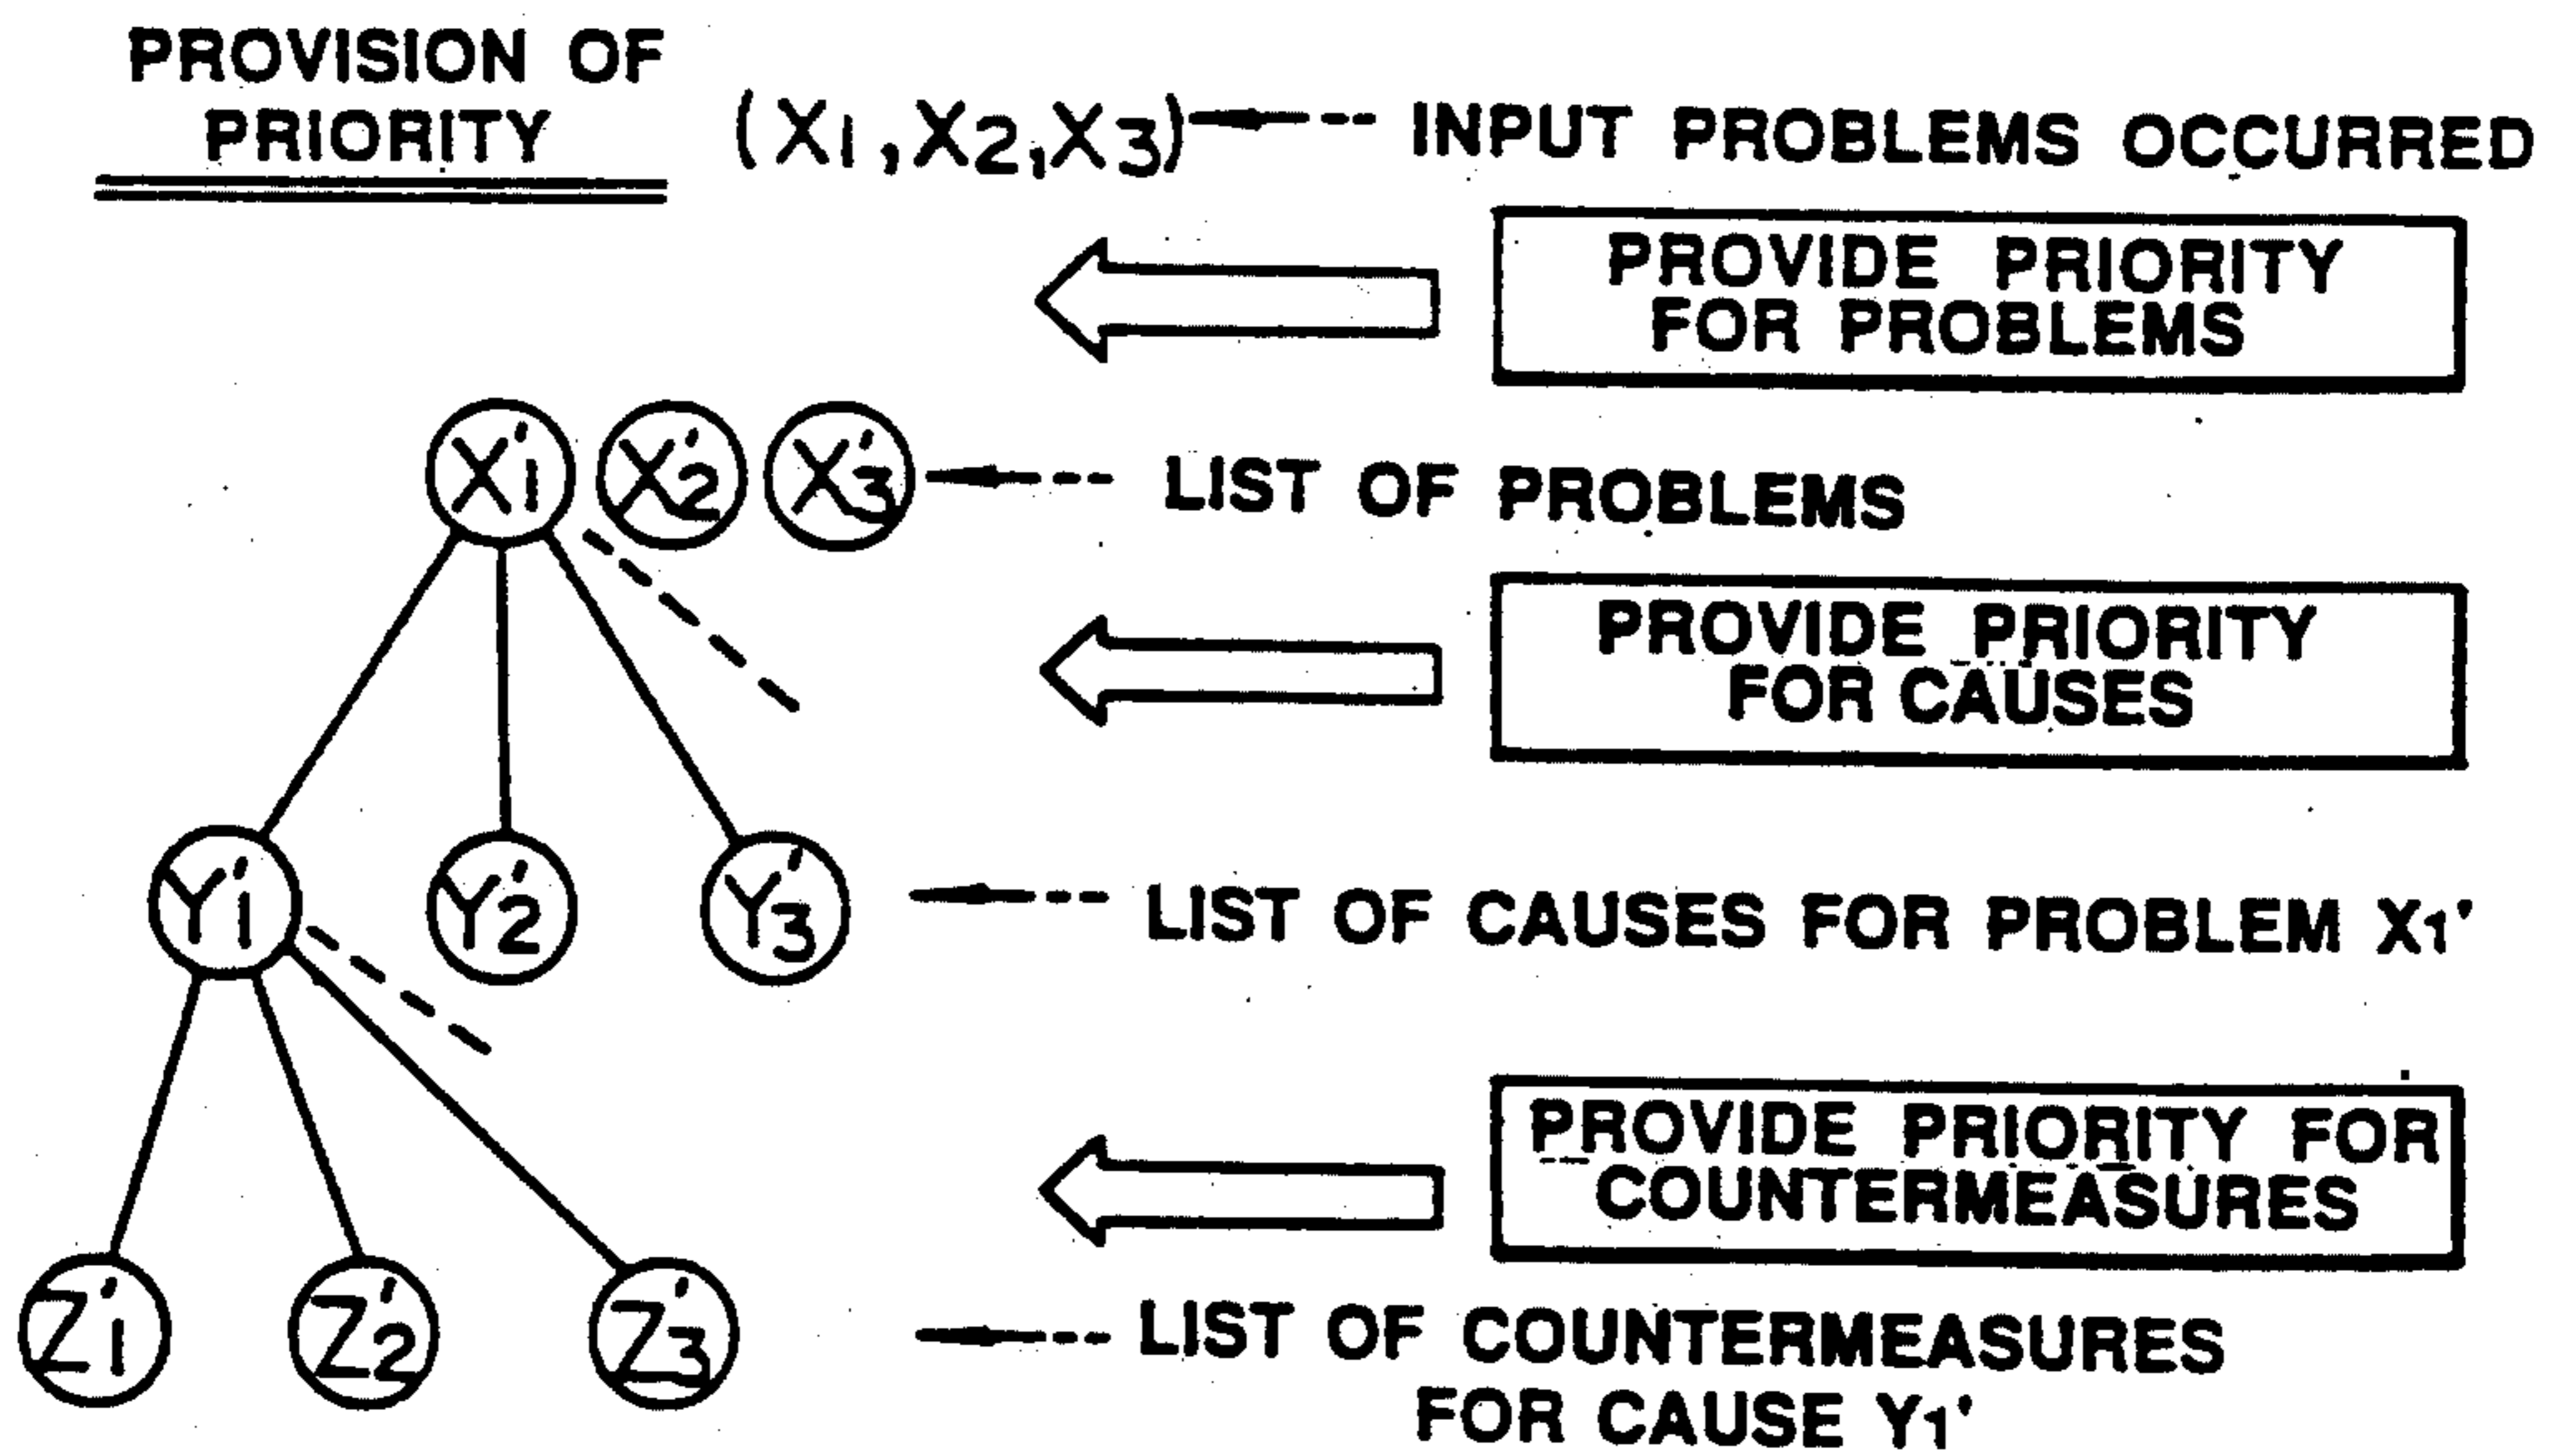 PROVISION OF
PRIORITY
(X1, X2, X3) INPUT PROBLEMS OCCURRED
PROVIDE PRIORITY
FOR PROBLEMS
X1' X2' X3' LIST OF PROBLEMS
PROVIDE PRIORITY
FOR CAUSES
Y1' Y2' Y3' LIST OF CAUSES FOR PROBLEM X1'
PROVIDE PRIORITY FOR
COUNTERMEASURES
Z1' Z2' Z3' LIST OF COUNTERMEASURES
FOR CAUSE Y1'